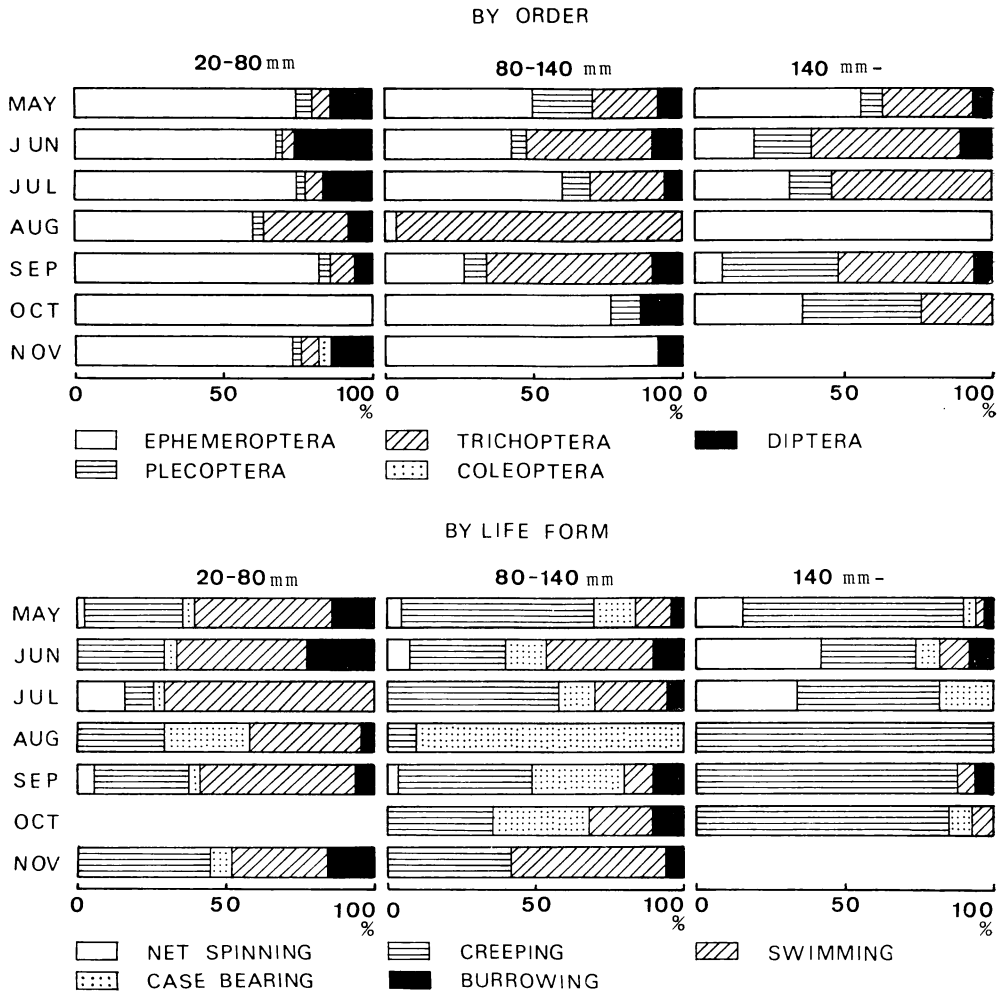 BY ORDER
20-80 mm 80-140 mm 140 mm-
MAY
JUN
JUL
AUG
SEP
OCT
NOV
0 50 100 0 50 100 0 50 100
% % %
EPHEMEROPTERA TRICHOPTERA DIPTERA
PLECOPTERA COLEOPTERA
BY LIFE FORM
20-80 mm 80-140 mm 140 mm-
MAY
JUN
JUL
AUG
SEP
OCT
NOV
0 50 100 0 50 100 0 50 100
% % %
NET SPINNING CREEPING SWIMMING
CASE BEARING BURROWING